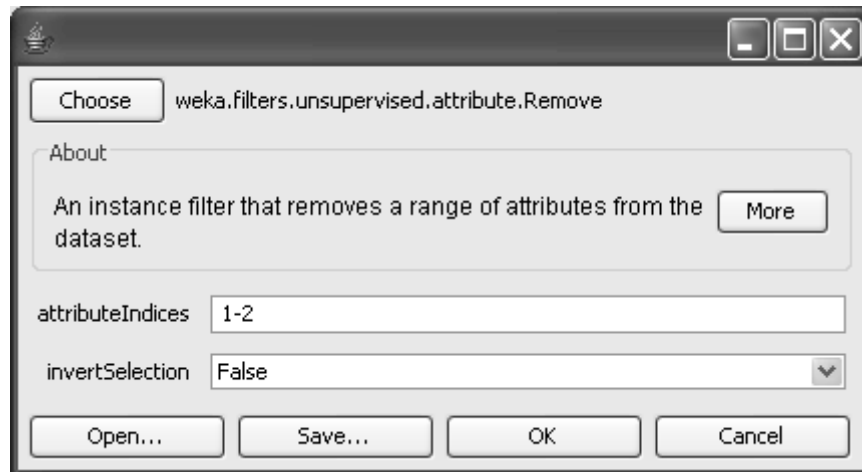 Choose weka.filters.unsupervised.attribute.Remove
About
An instance filter that removes a range of attributes from the
dataset.
More
attributeIndices 1-2
invertSelection False
Open... Save... OK Cancel